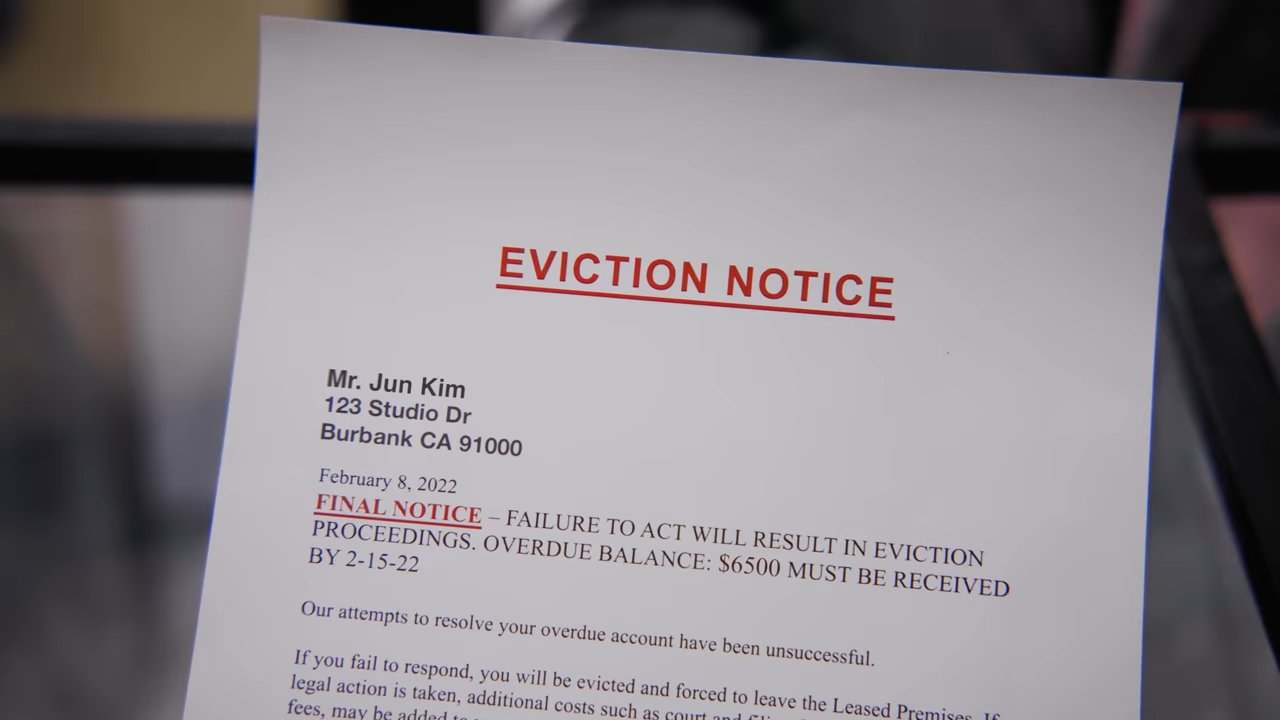 EVICTION NOTICE
Mr. Jun Kim
123 Studio Dr
Burbank CA 91000
February 8, 2022
FINAL NOTICE – FAILURE TO ACT WILL RESULT IN EVICTION
PROCEEDINGS. OVERDUE BALANCE: $6500 MUST BE RECEIVED
BY 2-15-22
Our attempts to resolve your overdue account have been unsuccessful.
If you fail to respond, you will be evicted and forced to leave the Leased Premises. If
legal action is taken, additional costs such as court and
fees, may be added to